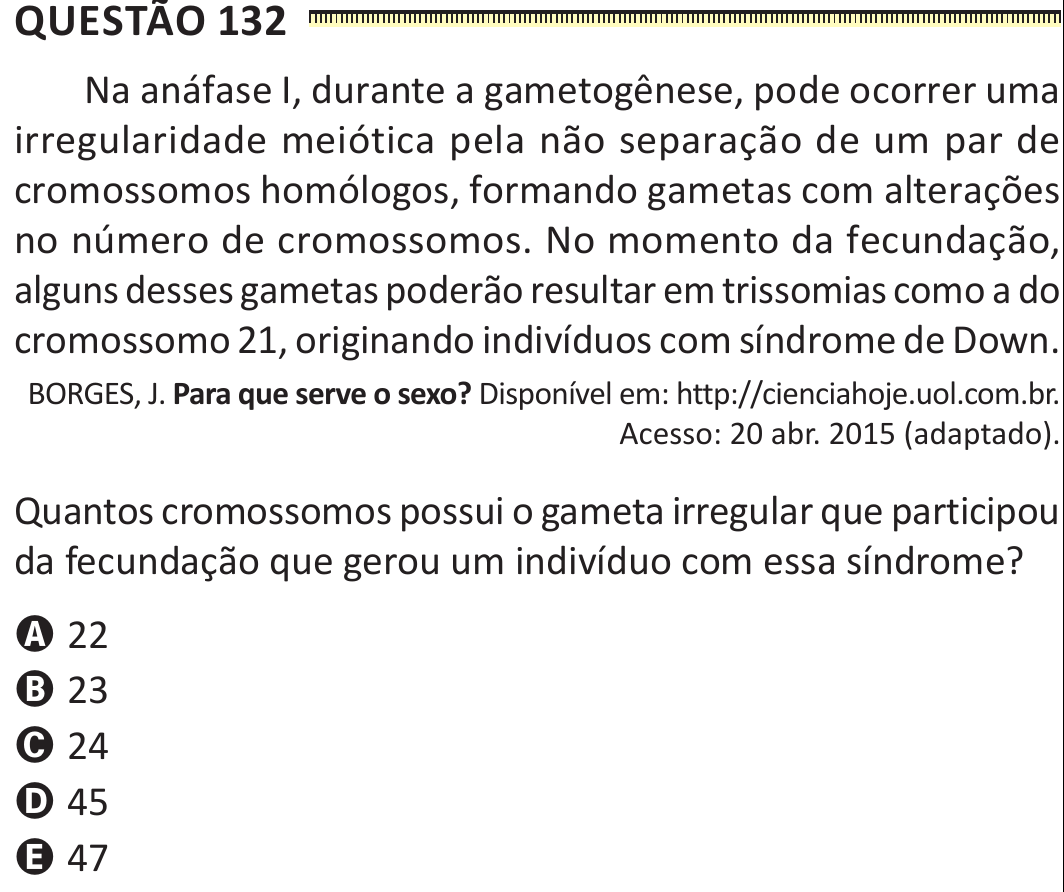 QUESTÃO 132
Na anáfase I, durante a gametogênese, pode ocorrer uma
irregularidade meiótica pela não separação de um par de
cromossomos homólogos, formando gametas com alterações
no número de cromossomos. No momento da fecundação,
alguns desses gametas poderão resultar em trissomias como a do
cromossomo 21, originando indivíduos com síndrome de Down.
BORGES, J. Para que serve o sexo? Disponível em: http://cienciahoje.uol.com.br.
Acesso: 20 abr. 2015 (adaptado).
Quantos cromossomos possui o gameta irregular que participou
da fecundação que gerou um indivíduo com essa síndrome?
A 22
B 23
C 24
D 45
E 47